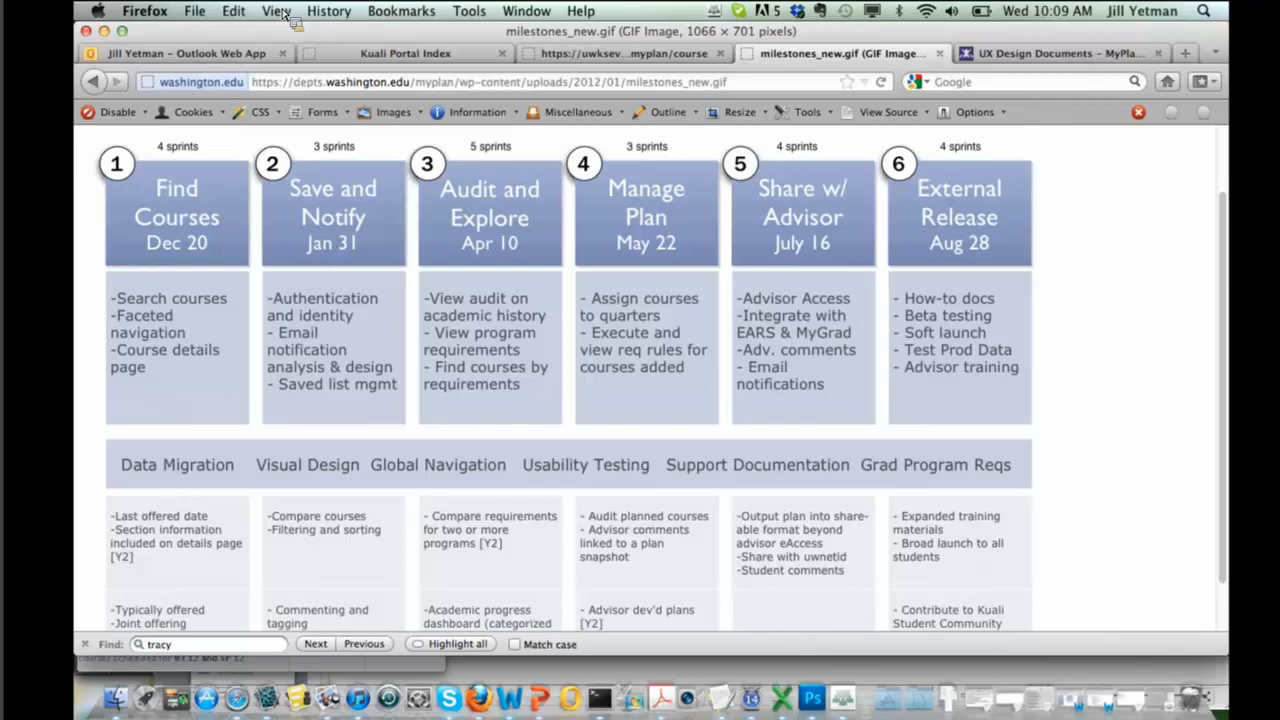 Firefox File Edit View History Bookmarks Tools Window Help
5 Wed 10:09 AM Jill Yetman
milestones_new.gif (GIF Image, 1066 × 701 pixels)
Jill Yetman – Outlook Web App
Kuali Portal Index
https://uwksev...myplan/course
milestones_new.gif (GIF Image...
UX Design Documents – MyPla...
washington.edu
https://depts.washington.edu/myplan/wp-content/uploads/2012/01/milestones_new.gif
Google
Disable Cookies CSS Forms Images Information Miscellaneous Outline Resize Tools View Source Options
4 sprints
1
Find
Courses
Dec 20
-Search courses
-Faceted
navigation
-Course details
page
3 sprints
2
Save and
Notify
Jan 31
-Authentication
and identity
- Email
notification
analysis & design
- Saved list mgmt
5 sprints
3
Audit and
Explore
Apr 10
-View audit on
academic history
- View program
requirements
- Find courses by
requirements
3 sprints
4
Manage
Plan
May 22
- Assign courses
to quarters
- Execute and
view req rules for
courses added
4 sprints
5
Share w/
Advisor
July 16
-Advisor Access
-Integrate with
EARS & MyGrad
-Adv. comments
- Email
notifications
4 sprints
6
External
Release
Aug 28
- How-to docs
- Beta testing
- Soft launch
- Test Prod Data
- Advisor training
Data Migration Visual Design Global Navigation Usability Testing Support Documentation Grad Program Reqs
-Last offered date
-Section information
included on details page
[Y2]
-Compare courses
-Filtering and sorting
- Compare requirements
for two or more
programs [Y2]
- Audit planned courses
- Advisor comments
linked to a plan
snapshot
-Output plan into share-
able format beyond
advisor eAccess
-Share with uwnetid
-Student comments
- Expanded training
materials
- Broad launch to all
students
-Typically offered
- Joint offering
- Commenting and
tagging
-Academic progress
dashboard (categorized
- Advisor dev'd plans
[Y2]
- Contribute to Kuali
Student Community
Find: tracy Next Previous Highlight all Match case